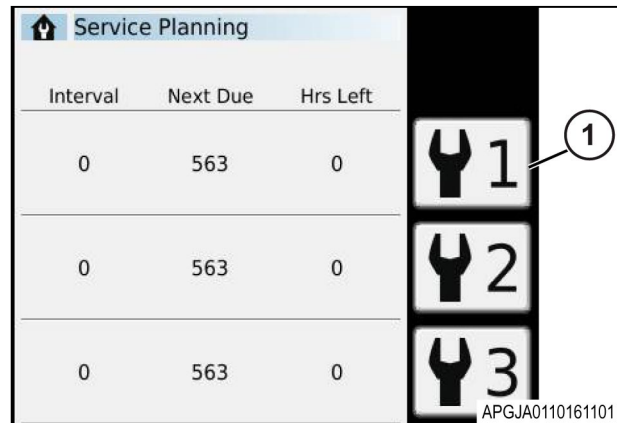 Service Planning
Interval Next Due Hrs Left
0 563 0
1
1
0 563 0
2
0 563 0
3
APGJA0110161101